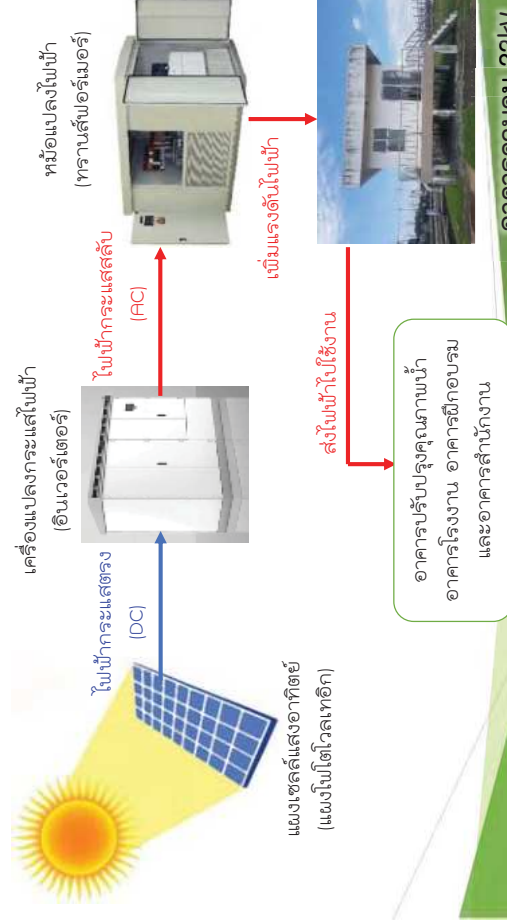 เครื่องแปลงกระแสไฟฟ้า
(อินเวอร์เตอร์)
หม้อแปลงไฟฟ้า
(ทรานส์ฟอร์เมอร์)
ไฟฟ้ากระแสตรง
(DC)
ไฟฟ้ากระแสสลับ
(AC)
แผงเซลล์แสงอาทิตย์
(แผงโฟโตโวลเทอิก)
เพิ่มแรงดันไฟฟ้า
ส่งไฟฟ้าไปใช้งาน
อาคารปรับปรุงคุณภาพน้ำ
อาคารโรงงาน อาคารฝึกอบรม
และอาคารสำนักงาน
22kV